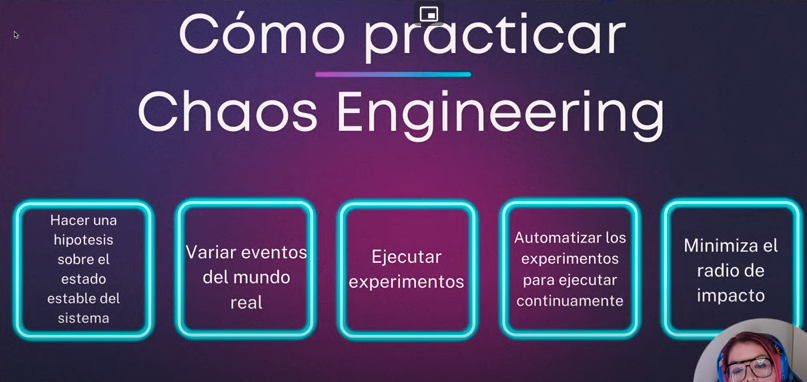 Cómo practicar
Chaos Engineering
Hacer una
hipotesis
sobre el
estado
estable del
sistema
Variar eventos
del mundo
real
Ejecutar
experimentos
Automatizar los
experimentos
para ejecutar
continuamente
Minimiza el
radio de
impacto